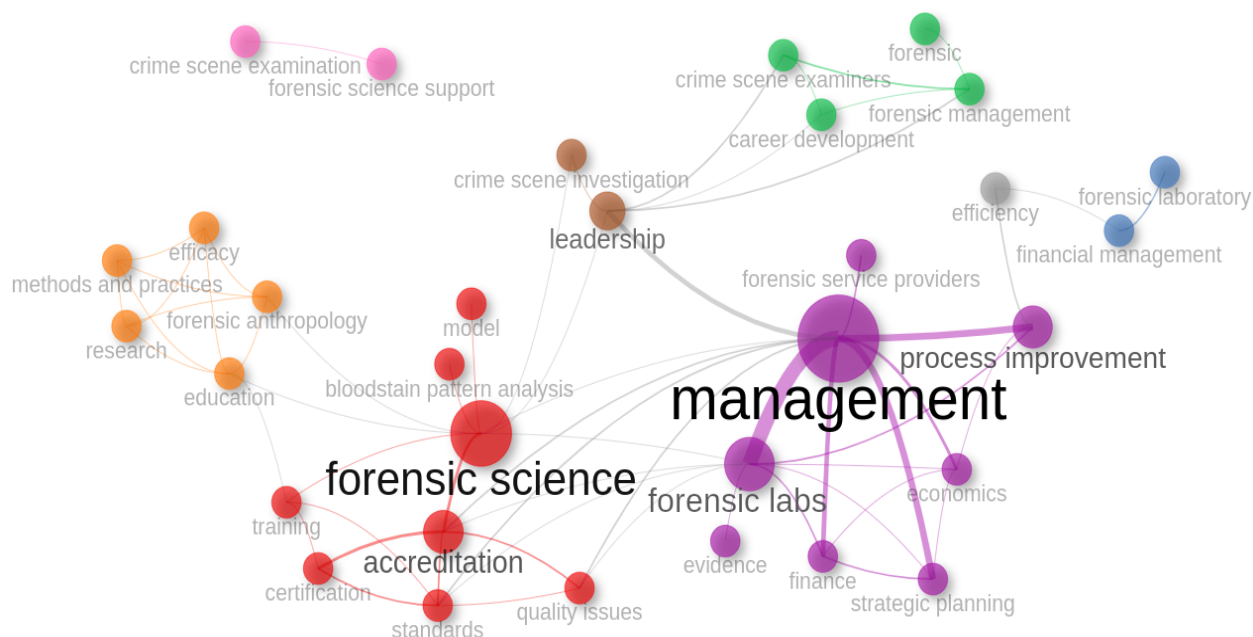 forensic
crime scene examination
crime scene examiners
forensic science support
forensic management
career development
crime scene investigation
forensic laboratory
efficiency
leadership
efficacy
financial management
forensic service providers
methods and practices
forensic anthropology
model
research
process improvement
bloodstain pattern analysis
education
management
forensic science
forensic labs
economics
training
accreditation
evidence
finance
certification
strategic planning
quality issues
standards